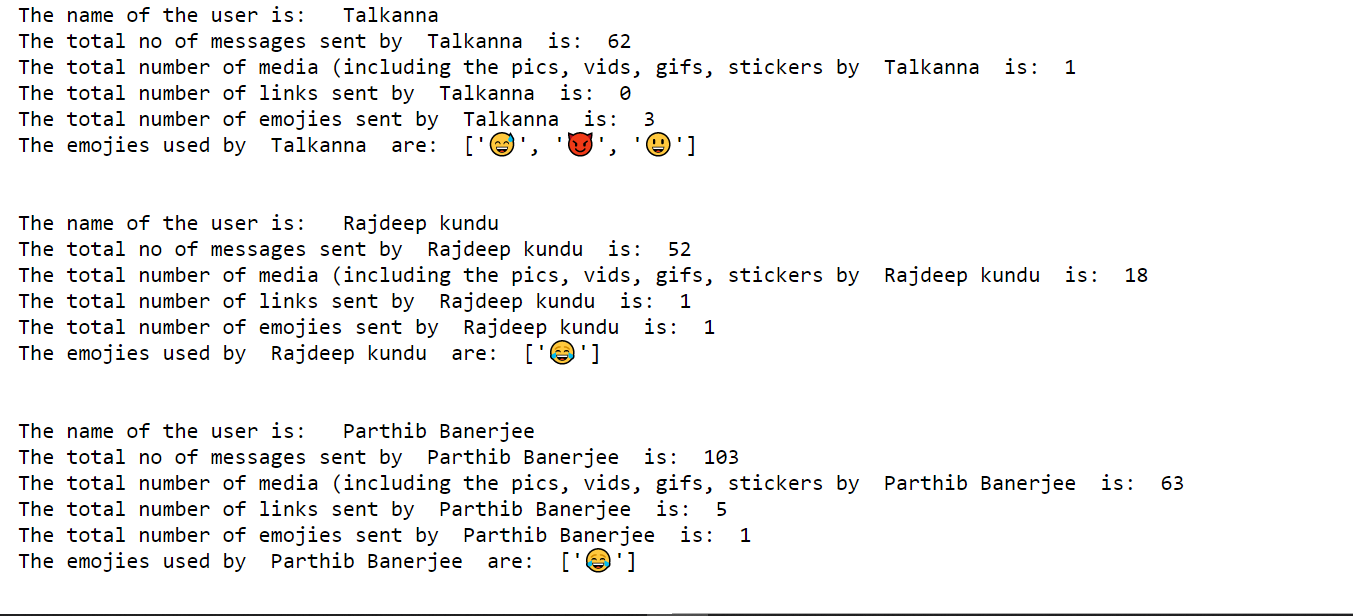 The name of the user is:   Talkanna
The total no of messages sent by  Talkanna  is:  62
The total number of media (including the pics, vids, gifs, stickers by  Talkanna  is:  1
The total number of links sent by  Talkanna  is:  0
The total number of emojies sent by  Talkanna  is:  3
The emojies used by  Talkanna  are:  ['😅', '😈', '😃']
The name of the user is:   Rajdeep kundu
The total no of messages sent by  Rajdeep kundu  is:  52
The total number of media (including the pics, vids, gifs, stickers by  Rajdeep kundu  is:  18
The total number of links sent by  Rajdeep kundu  is:  1
The total number of emojies sent by  Rajdeep kundu  is:  1
The emojies used by  Rajdeep kundu  are:  ['😂']
The name of the user is:   Parthib Banerjee
The total no of messages sent by  Parthib Banerjee  is:  103
The total number of media (including the pics, vids, gifs, stickers by  Parthib Banerjee  is:  63
The total number of links sent by  Parthib Banerjee  is:  5
The total number of emojies sent by  Parthib Banerjee  is:  1
The emojies used by  Parthib Banerjee  are:  ['😂']